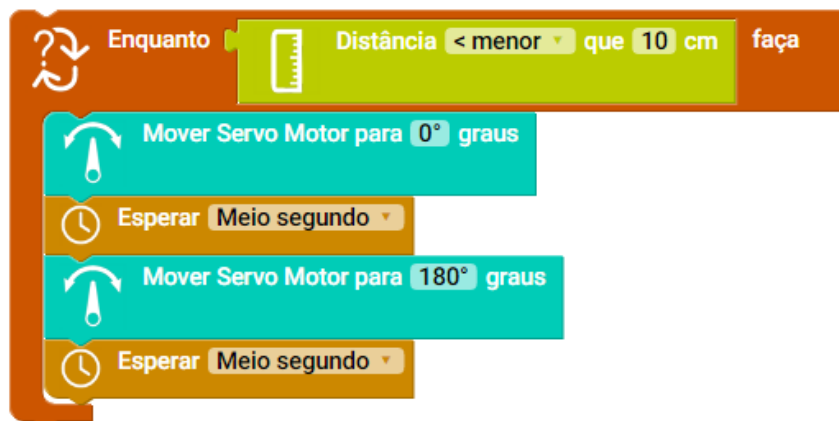 Enquanto Distância < menor que 10 cm faça
Mover Servo Motor para 0° graus
Esperar Meio segundo
Mover Servo Motor para 180° graus
Esperar Meio segundo